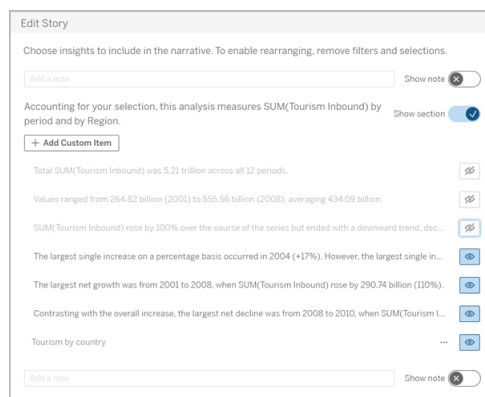 Edit Story
Choose insights to include in the narrative. To enable rearranging, remove filters and selections.
Add a note
Show note
Accounting for your selection, this analysis measures SUM(Tourism Inbound) by
period and by Region.
Show section
+ Add Custom Item
Total SUM(Tourism Inbound) was 5.21 trillion across all 12 periods.
Values ranged from 264.82 billion (2001) to 555.56 billion (2008), averaging 434.09 billion.
SUM(Tourism Inbound) rose by 100% over the course of the series but ended with a downward trend, dec...
The largest single increase on a percentage basis occurred in 2004 (+17%). However, the largest single in...
The largest net growth was from 2001 to 2008, when SUM(Tourism Inbound) rose by 290.74 billion (110%).
Contrasting with the overall increase, the largest net decline was from 2008 to 2010, when SUM(Tourism I...
Tourism by country
...
Add a note
Show note